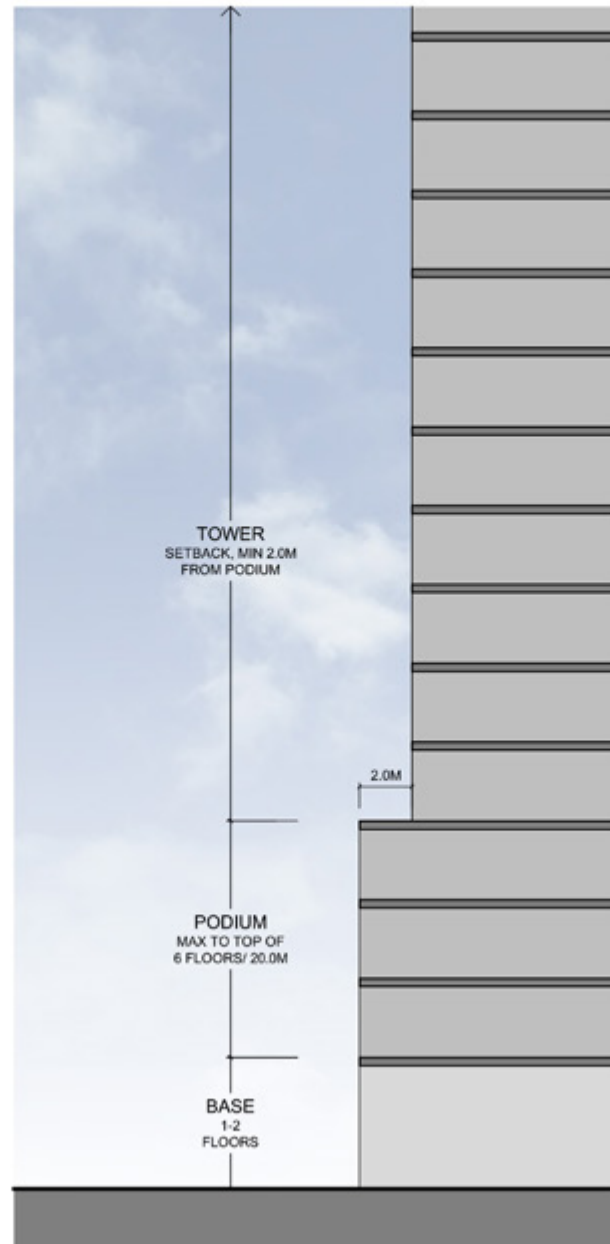 TOWER
SETBACK, MIN 2.0M
FROM PODIUM
2.0M
PODIUM
MAX TO TOP OF
6 FLOORS/ 20.0M
BASE
1-2
FLOORS